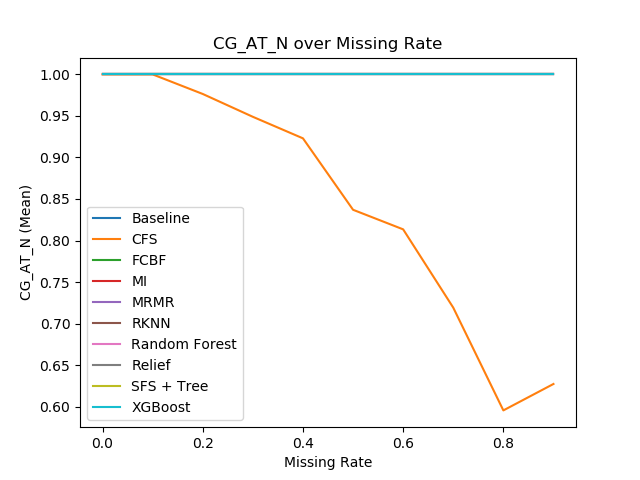 CG_AT_N over Missing Rate
1.00
0.95
0.90
0.85
0.80
0.75
0.70
0.65
0.60
CG_AT_N (Mean)
Baseline
CFS
FCBF
MI
MRMR
RKNN
Random Forest
Relief
SFS + Tree
XGBoost
0.0 0.2 0.4 0.6 0.8
Missing Rate